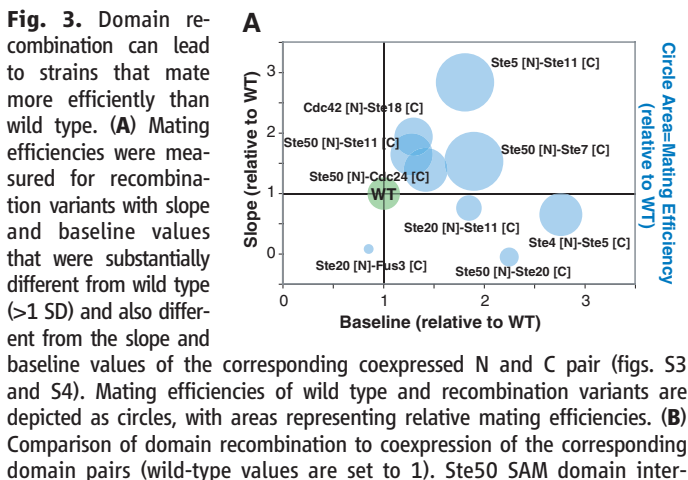 Fig. 3. Domain re-
combination can lead
to strains that mate
more efficiently than
wild type. (A) Mating
efficiencies were mea-
sured for recombina-
tion variants with slope
and baseline values
that were substantially
different from wild type
(>1 SD) and also differ-
ent from the slope and
baseline values of the corresponding coexpressed N and C pair (figs. S3
and S4). Mating efficiencies of wild type and recombination variants are
depicted as circles, with areas representing relative mating efficiencies. (B)
Comparison of domain recombination to coexpression of the corresponding
domain pairs (wild-type values are set to 1). Ste50 SAM domain inter-
A
Slope (relative to WT)
3
2
1
0
Ste5 [N]-Ste11 [C]
Cdc42 [N]-Ste18 [C]
Ste50 [N]-Ste11 [C]
Ste50 [N]-Ste7 [C]
Ste50 [N]-Cdc24 [C]
WT
Ste20 [N]-Ste11 [C]
Ste4 [N]-Ste5 [C]
Ste20 [N]-Fus3 [C]
Ste50 [N]-Ste20 [C]
0 1 2 3
Baseline (relative to WT)
Circle Area=Mating Efficiency
(relative to WT)